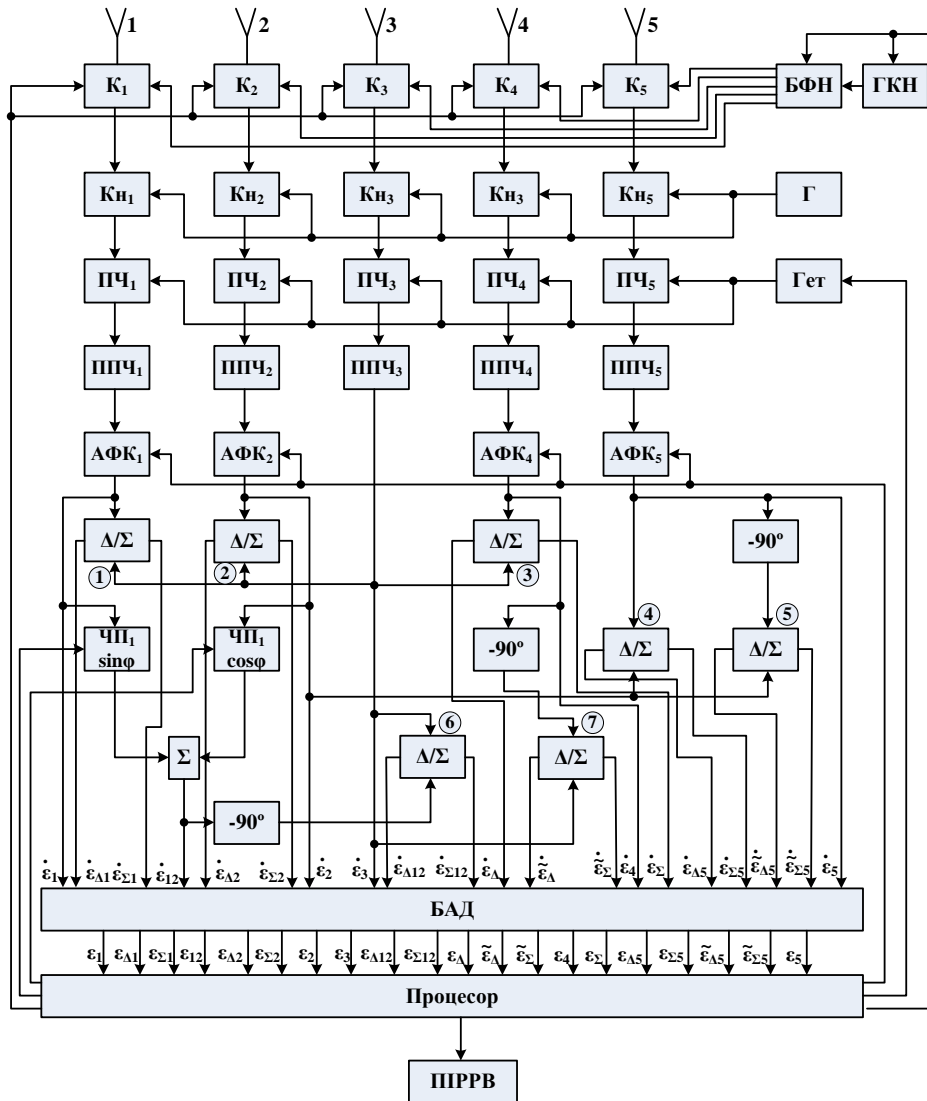 1 2 3 4 5
К₁ К₂ К₃ К₄ К₅ БФН ГКН
Кн₁ Кн₂ Кн₃ Кн₃ Кн₅ Г
ПЧ₁ ПЧ₂ ПЧ₃ ПЧ₄ ПЧ₅ Гет
ППЧ₁ ППЧ₂ ППЧ₃ ППЧ₄ ППЧ₅
АФК₁ АФК₂ АФК₄ АФК₅
Δ/Σ Δ/Σ Δ/Σ -90º
1 2 3
4 5
ЧП₁ ЧП₁ -90º Δ/Σ Δ/Σ
sinφ cosφ
6 7
Σ Δ/Σ Δ/Σ
-90º
ε̇₁ ε̇Δ1 ε̇Σ1 ε̇12 ε̇Δ2 ε̇Σ2 ε̇₂ ε̇₃ ε̇Δ12 ε̇Σ12 ε̇Δ ε̃̇Δ ε̃̇Σ ε̇₄ ε̇Σ ε̇Δ5 ε̇Σ5 ε̃̇Δ5 ε̃̇Σ5 ε̇₅
БАД
ε₁ εΔ1 εΣ1 ε12 εΔ2 εΣ2 ε₂ ε₃ εΔ12 εΣ12 εΔ ε̃Δ ε̃Σ ε₄ εΣ εΔ5 εΣ5 ε̃Δ5 ε̃Σ5 ε₅
Процесор
ПІРРВ